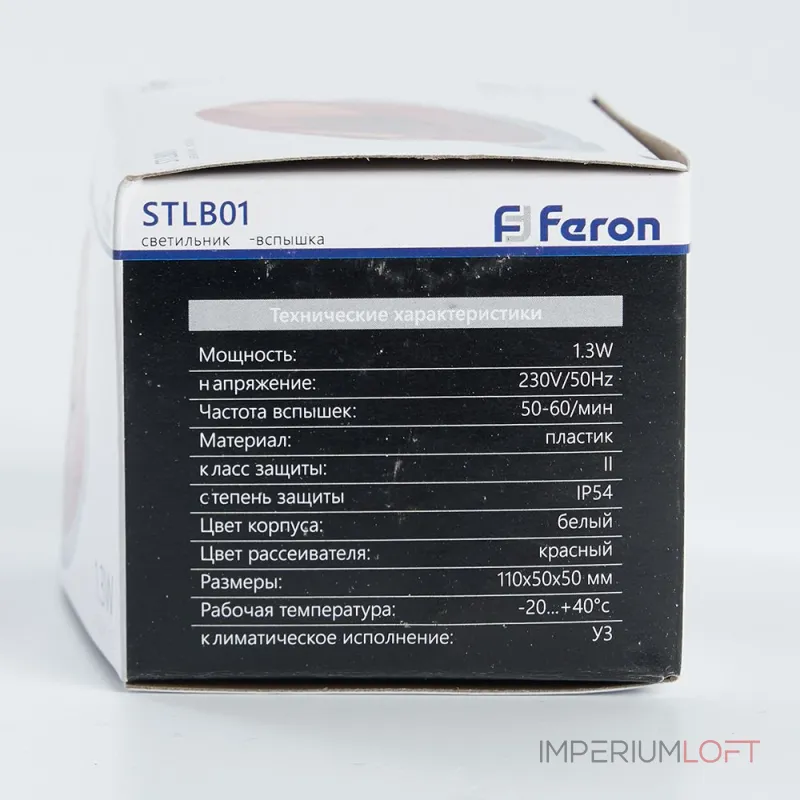 STLB01
светильник -вспышка
Feron
Технические характеристики
Мощность: 1.3W
напряжение: 230V/50Hz
Частота вспышек: 50-60/мин
Материал: пластик
класс защиты: II
степень защиты IP54
Цвет корпуса: белый
Цвет рассеивателя: красный
Размеры: 110x50x50 мм
Рабочая температура: -20...+40°c
климатическое исполнение: У3
1.3W
IMPERIUMLOFT